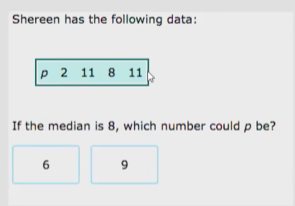 Shereen has the following data:
p 2 11 8 11
If the median is 8, which number could p be?
6 9